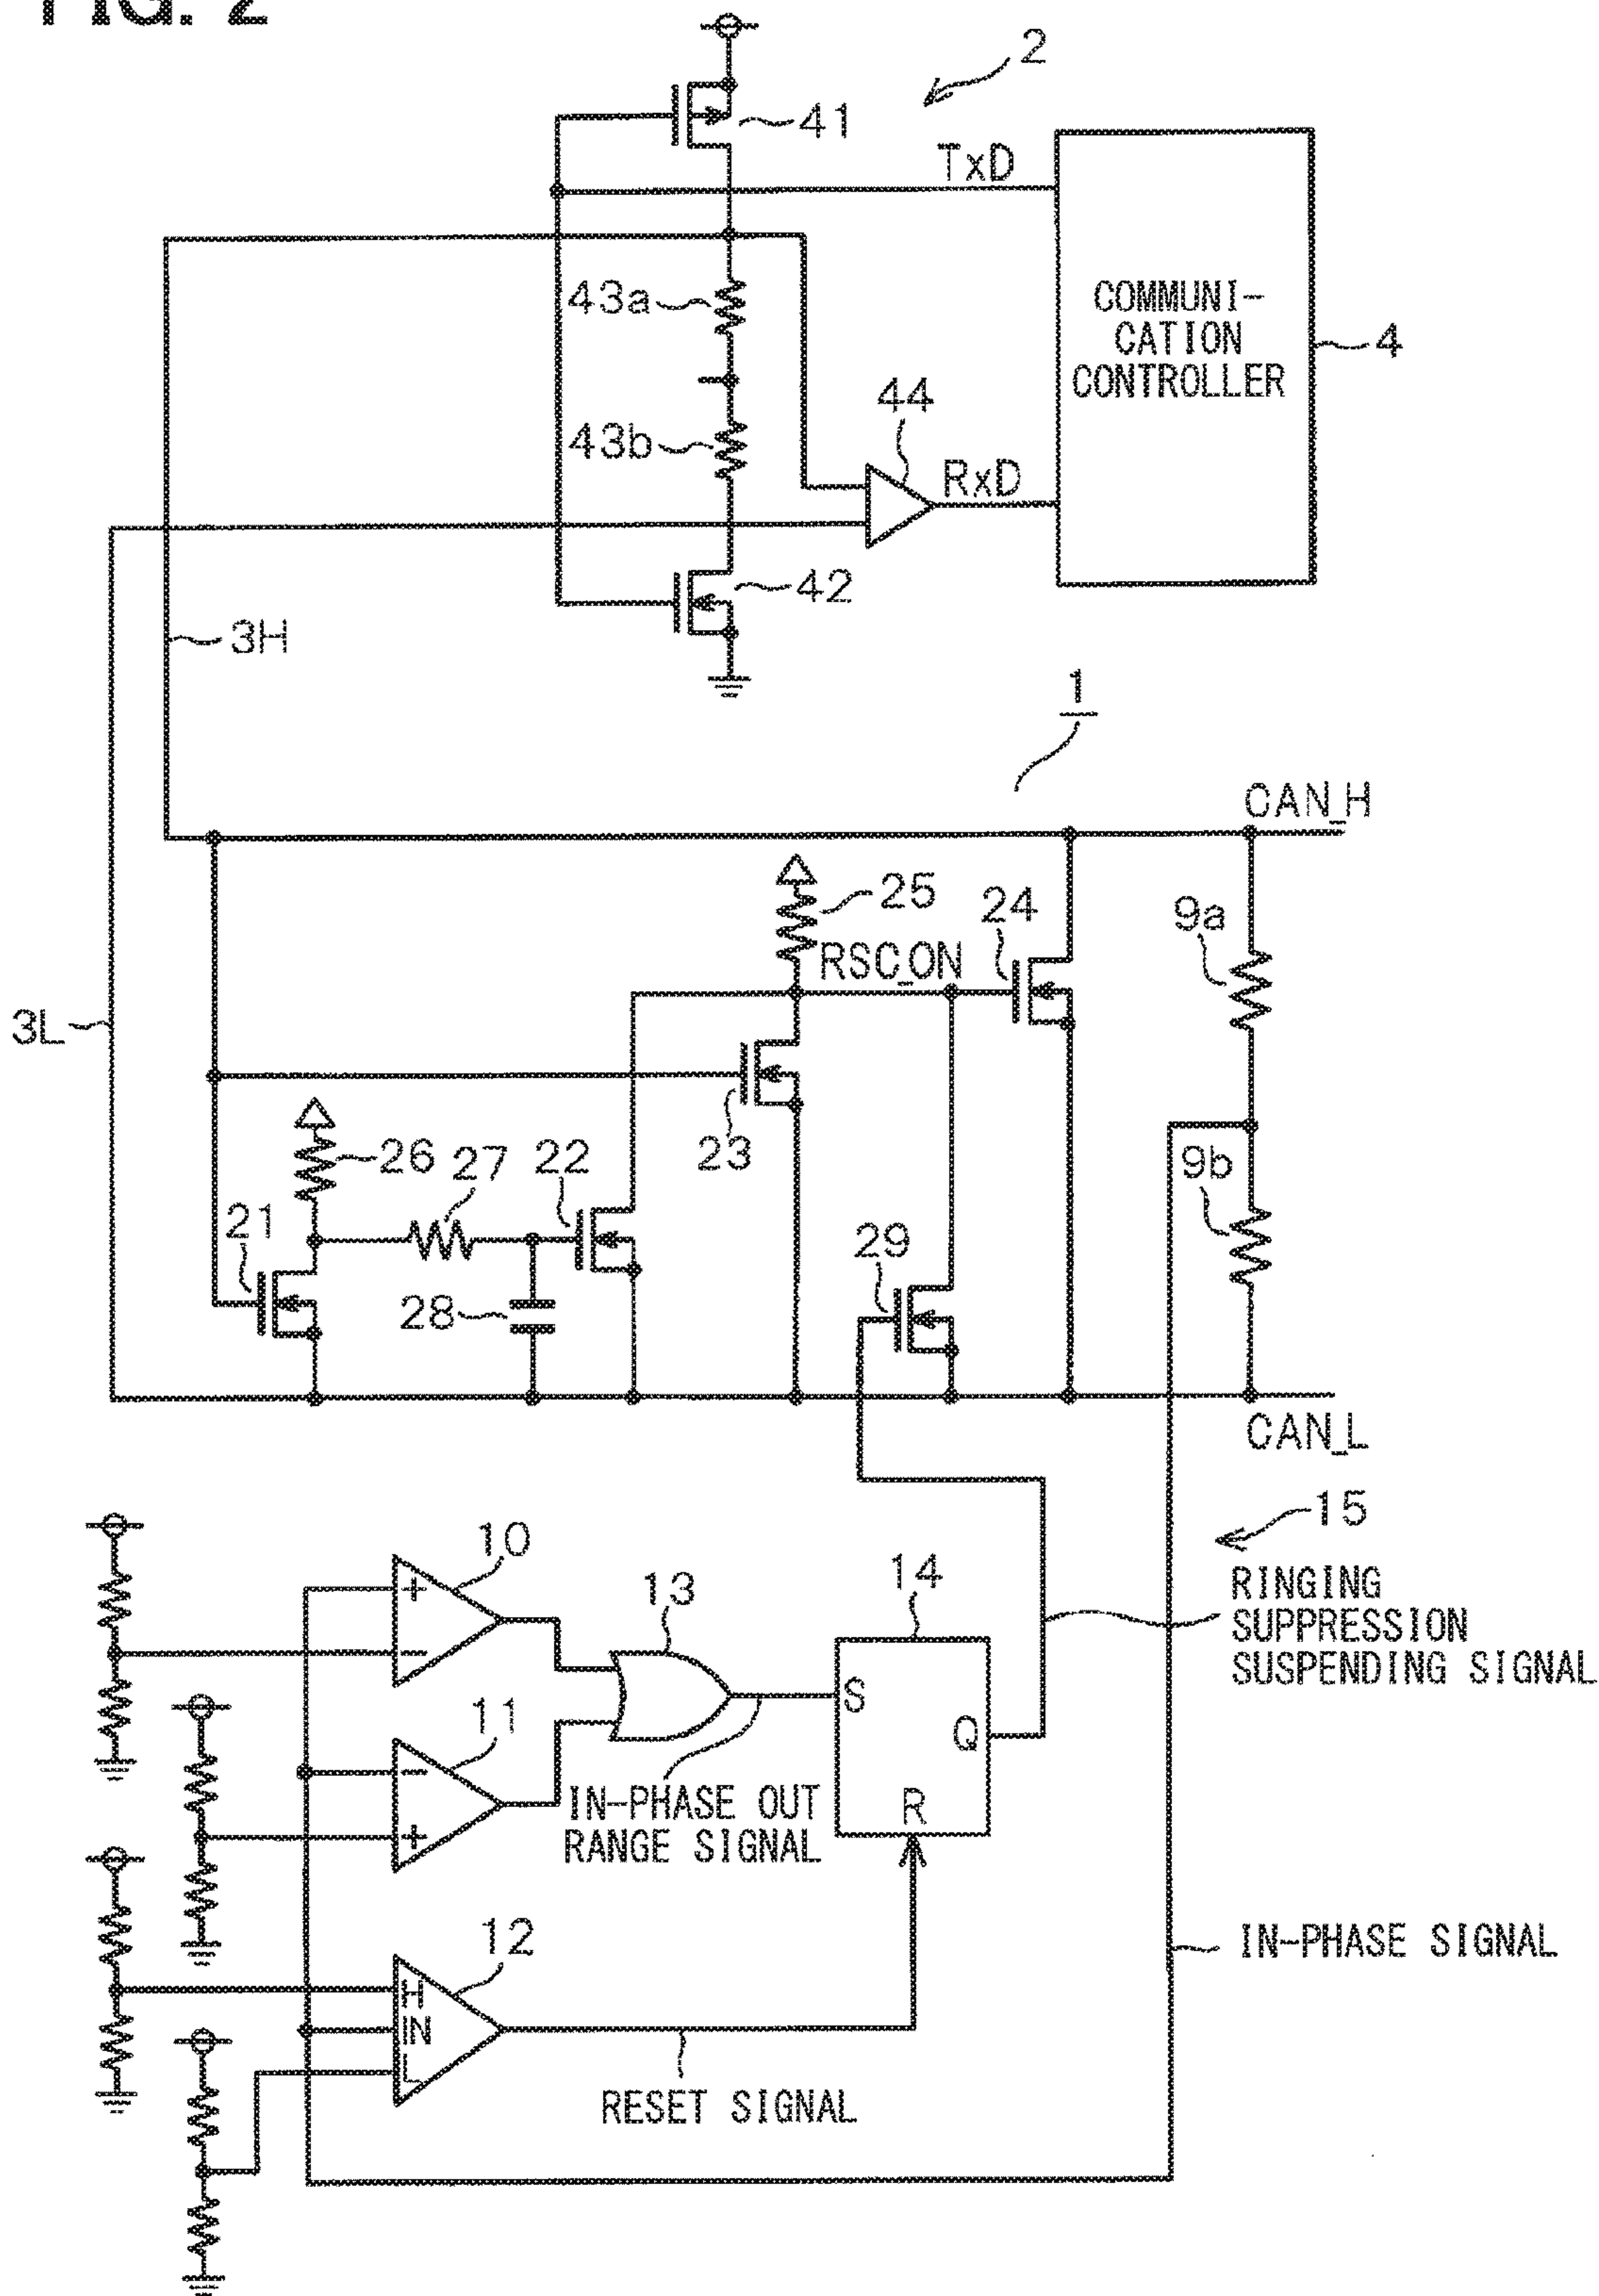 FIG. 2
2
41
TxD
COMMUNI-
CATION
CONTROLLER
4
43a
44
43b
RxD
42
3H
1
CAN_H
25
24
9a
RSC_ON
3L
23
26
27
22
9b
21
29
28
CAN_L
15
10
13
14
RINGING
SUPPRESSION
SUSPENDING SIGNAL
+
−
S
11
Q
−
IN-PHASE OUT
RANGE SIGNAL
R
+
12
IN-PHASE SIGNAL
H
IN
L
RESET SIGNAL